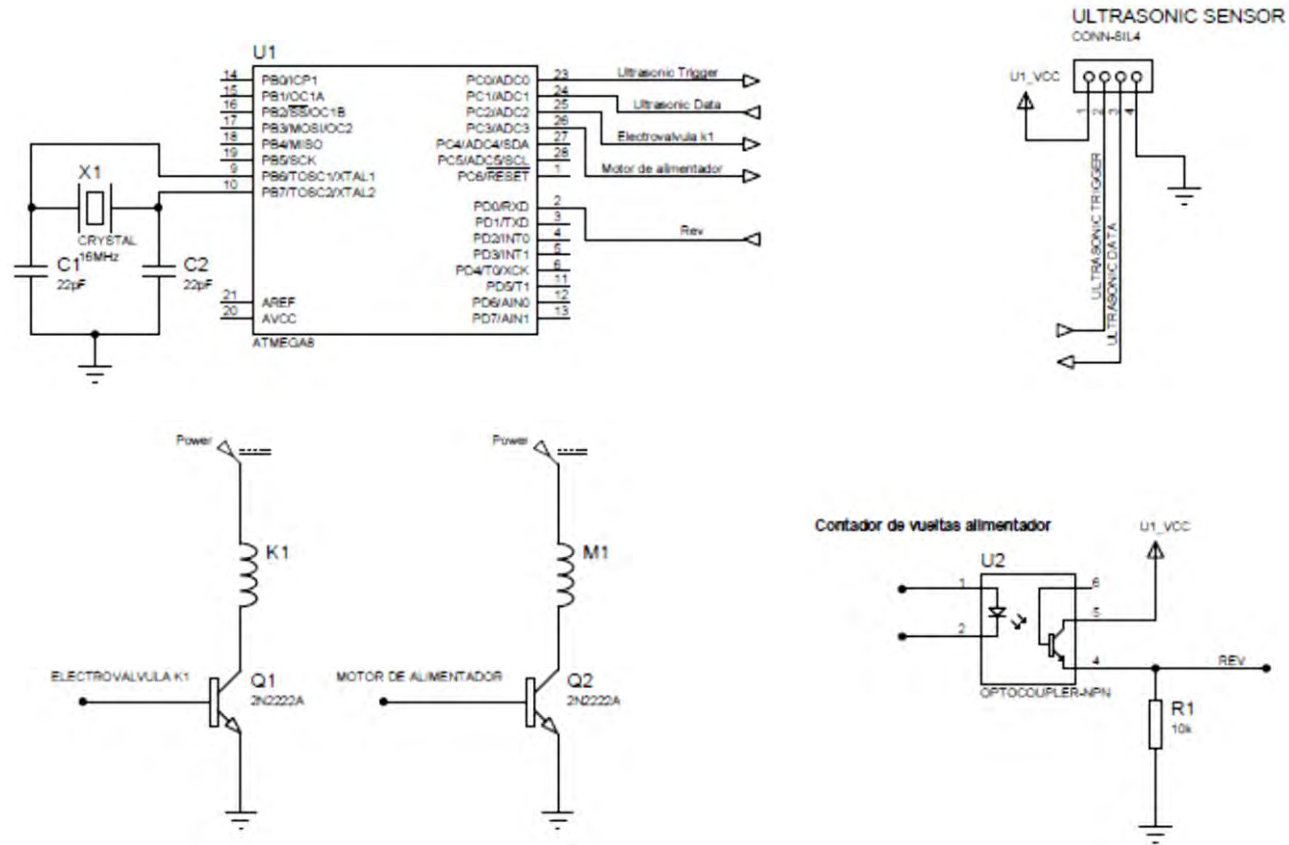 ULTRASONIC SENSOR
CONN-SIL4
U1_VCC
1
2
3
4
ULTRASONIC TRIGGER
ULTRASONIC DATA
U1
14 PB0/ICP1
15 PB1/OC1A
16 PB2/SS/OC1B
17 PB3/MOSI/OC2
18 PB4/MISO
19 PB5/SCK
9 PB6/TOSC1/XTAL1
10 PB7/TOSC2/XTAL2
21 AREF
20 AVCC
PC0/ADC0 23 Ultrasonic Trigger
PC1/ADC1 24 Ultrasonic Data
PC2/ADC2 25 Electrovalvula k1
PC3/ADC3 26 Motor de alimentador
PC4/ADC4/SDA 27
PC5/ADC5/SCL 28
PC6/RESET 1
PD0/RXD 2 Rev
PD1/TXD 3
PD2/INT0 4
PD3/INT1 5
PD4/T0/XCK 6
PD5/T1 11
PD6/AIN0 12
PD7/AIN1 13
ATMEGA8
X1
CRYSTAL
16MHz
C1
22pF
C2
22pF
Power
K1
ELECTROVALVULA K1
Q1
2N2222A
Power
M1
MOTOR DE ALIMENTADOR
Q2
2N2222A
Contador de vueltas alimentador
U1_VCC
U2
1
2
6
5
4
OPTOCOUPLER-NPN
REV
R1
10k